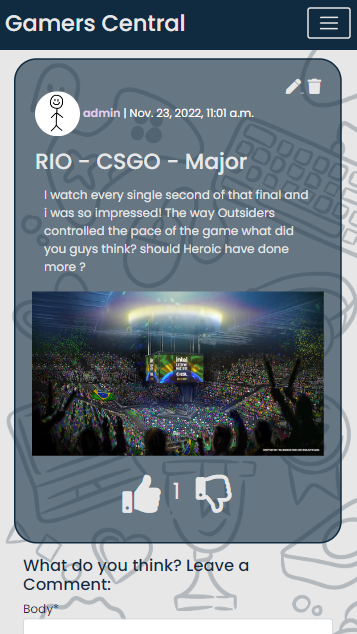 Gamers Central
admin | Nov. 23, 2022, 11:01 a.m.
RIO - CSGO - Major
I watch every single second of that final and
i was so impressed! The way Outsiders
controlled the pace of the game what did
you guys think? should Heroic have done
more ?
intel
1
What do you think? Leave a
Comment:
Body*